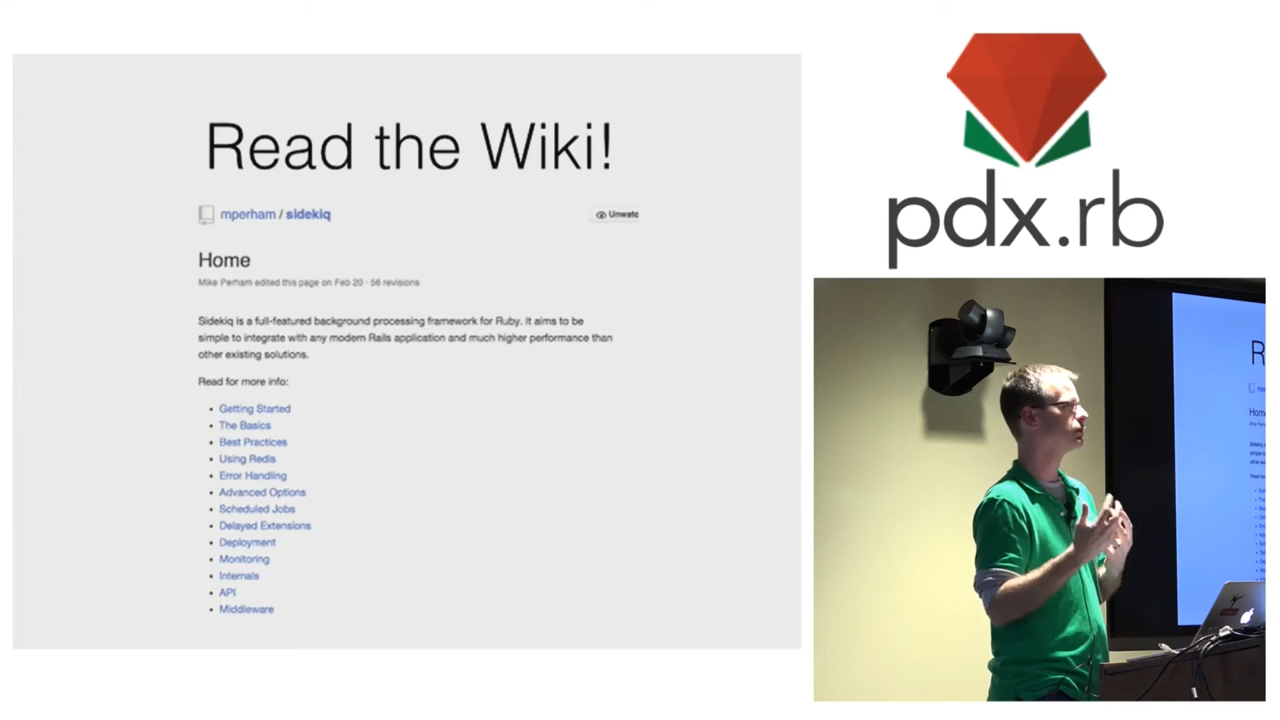 Read the Wiki!
mperham / sidekiq
Unwatc
Home
Mike Perham edited this page on Feb 20 · 56 revisions
Sidekiq is a full-featured background processing framework for Ruby. It aims to be
simple to integrate with any modern Rails application and much higher performance than
other existing solutions.
Read for more info:
• Getting Started
• The Basics
• Best Practices
• Using Redis
• Error Handling
• Advanced Options
• Scheduled Jobs
• Delayed Extensions
• Deployment
• Monitoring
• Internals
• API
• Middleware
pdx.rb
R